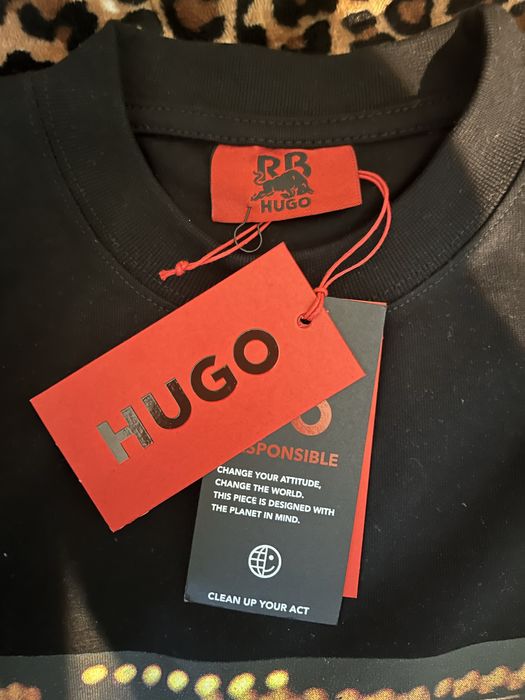 RB
HUGO
HUGO
RESPONSIBLE
CHANGE YOUR ATTITUDE,
CHANGE THE WORLD.
THIS PIECE IS DESIGNED WITH
THE PLANET IN MIND.
CLEAN UP YOUR ACT